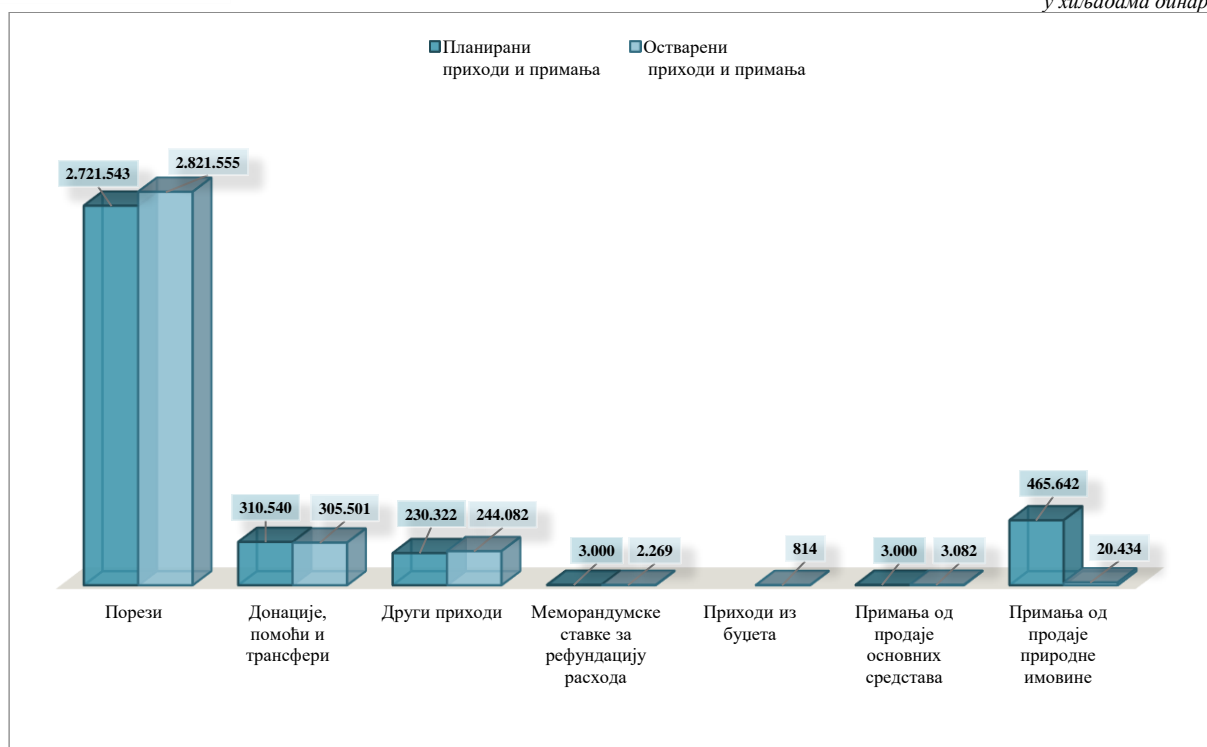 у хиљадама динар
Планирани
приходи и примања
Остварени
приходи и примања
2.721.543
2.821.555
310.540
305.501
230.322
244.082
3.000
2.269
814
3.000
3.082
465.642
20.434
Порези
Донације,
помоћи и
трансфери
Други приходи
Меморандумске
ставке за
рефундацију
расхода
Приходи из
буџета
Примања од
продаје
основних
средстава
Примања од
продаје
природне
имовине